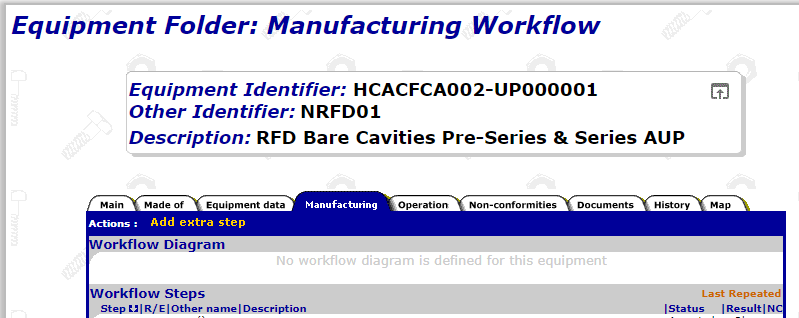 Equipment Folder: Manufacturing Workflow
Equipment Identifier: HCACFCA002-UP000001
Other Identifier: NRFD01
Description: RFD Bare Cavities Pre-Series & Series AUP
Main Made of Equipment data Manufacturing Operation Non-conformities Documents History Map
Actions : Add extra step
Workflow Diagram
No workflow diagram is defined for this equipment
Workflow Steps Last Repeated
Step |R/E|Other name|Description |Status |Result|NC